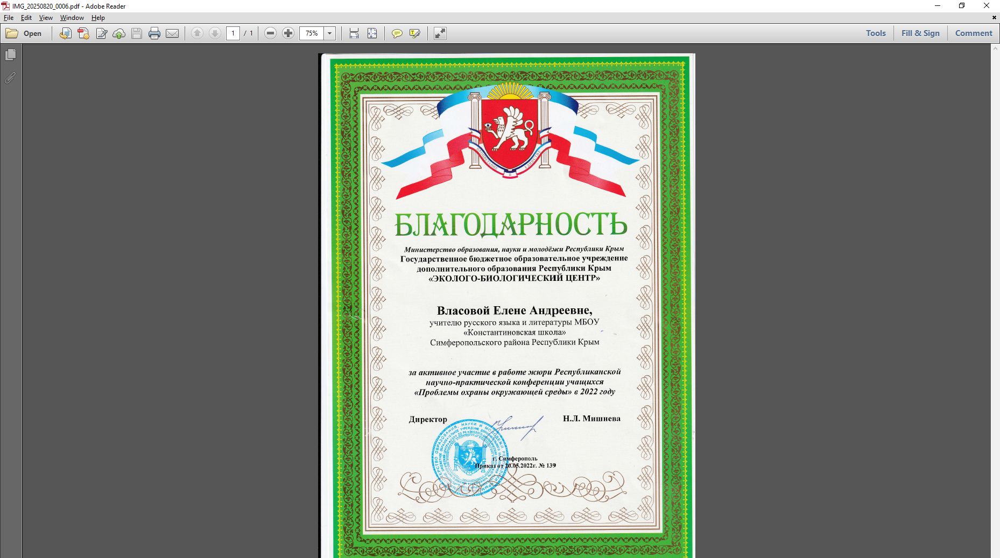 IMG_20250820_0006.pdf - Adobe Reader
File Edit View Window Help
Open 1 / 1 75% Tools Fill & Sign Comment
ПРОЦВЕТАНИЕ В ЕДИНСТВЕ
БЛАГОДАРНОСТЬ
Министерство образования, науки и молодёжи Республики Крым
Государственное бюджетное образовательное учреждение
дополнительного образования Республики Крым
«ЭКОЛОГО-БИОЛОГИЧЕСКИЙ ЦЕНТР»
Власовой Елене Андреевне,
учителю русского языка и литературы МБОУ
«Константиновская школа»
Симферопольского района Республики Крым
за активное участие в работе жюри Республиканской
научно-практической конференции учащихся
«Проблемы охраны окружающей среды» в 2022 году
Директор Н.Л. Мишнева
г. Симферополь
Приказ от 20.05.2022г. № 139